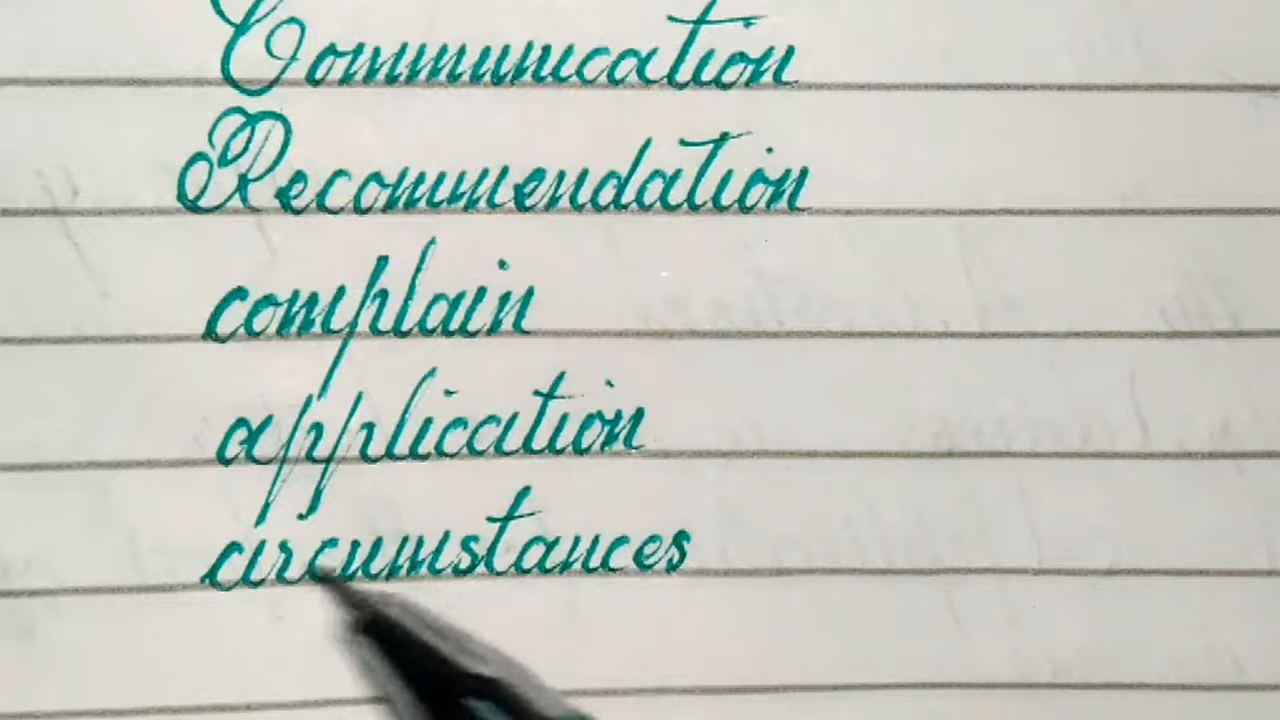 Communication
Recommendation
complain
application
circumstances